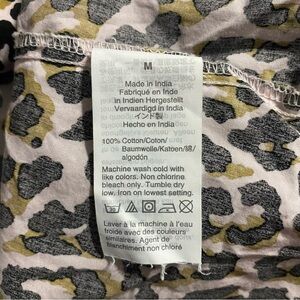 M
Made in India
Fabriqué en Inde
in Indien Hergestellt
Vervaardigd in India
インド製
Hecho en India
100% Cotton/Coton/
Baumwolle/Katoen/綿/
algodón
Machine wash cold with
like colors. Non chlorine
bleach only. Tumble dry
low. Iron on lowest setting.
Laver à la machine à l'eau
froide avec des couleurs
similaires. Agent de
blanchiment non chloré